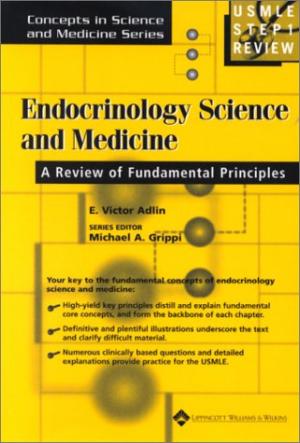 Concepts in Science
and Medicine Series
USMLE
STEP 1
REVIEW
Endocrinology Science
and Medicine
A Review of Fundamental Principles
E. Victor Adlin
SERIES EDITOR
Michael A. Grippi
Your key to the fundamental concepts of endocrinology
science and medicine:
High-yield key principles distill and explain fundamental
core concepts, and form the backbone of each chapter.
Definitive and plentiful illustrations underscore the text
and clarify difficult material.
Numerous clinically based questions and detailed
explanations provide practice for the USMLE.
LIPPINCOTT WILLIAMS & WILKINS